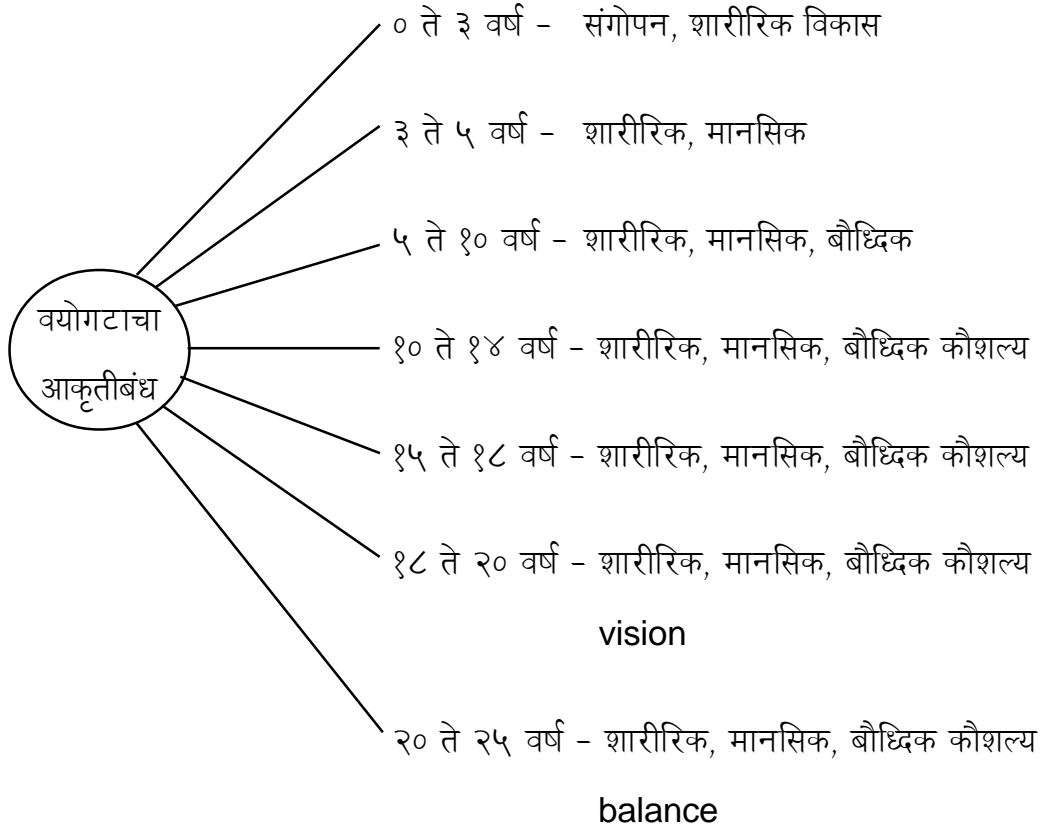 ० ते ३ वर्ष - संगोपन, शारीरिक विकास
३ ते ५ वर्ष - शारीरिक, मानसिक
५ ते १० वर्ष - शारीरिक, मानसिक, बौध्दिक
वयोगटाचा
आकृतीबंध
१० ते १४ वर्ष - शारीरिक, मानसिक, बौध्दिक कौशल्य
१५ ते १८ वर्ष - शारीरिक, मानसिक, बौध्दिक कौशल्य
१८ ते २० वर्ष - शारीरिक, मानसिक, बौध्दिक कौशल्य
vision
२० ते २५ वर्ष - शारीरिक, मानसिक, बौध्दिक कौशल्य
balance